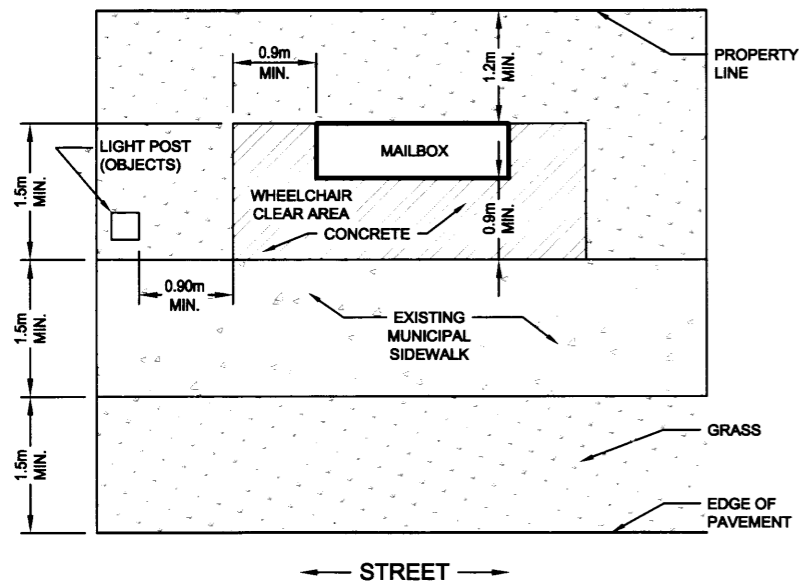 0.9m
MIN.
1.2m
MIN.
PROPERTY
LINE
LIGHT POST
(OBJECTS)
MAILBOX
1.5m
MIN.
WHEELCHAIR
CLEAR AREA
CONCRETE
0.9m
MIN.
0.90m
MIN.
1.5m
MIN.
EXISTING
MUNICIPAL
SIDEWALK
1.5m
MIN.
GRASS
EDGE OF
PAVEMENT
STREET